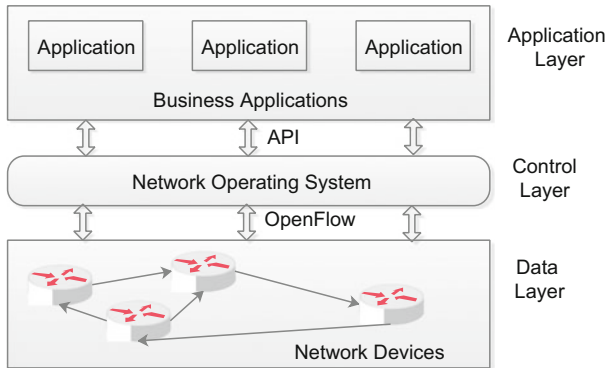 Application
Application
Application
Application
Layer
Business Applications
API
Network Operating System
Control
Layer
OpenFlow
Data
Layer
Network Devices